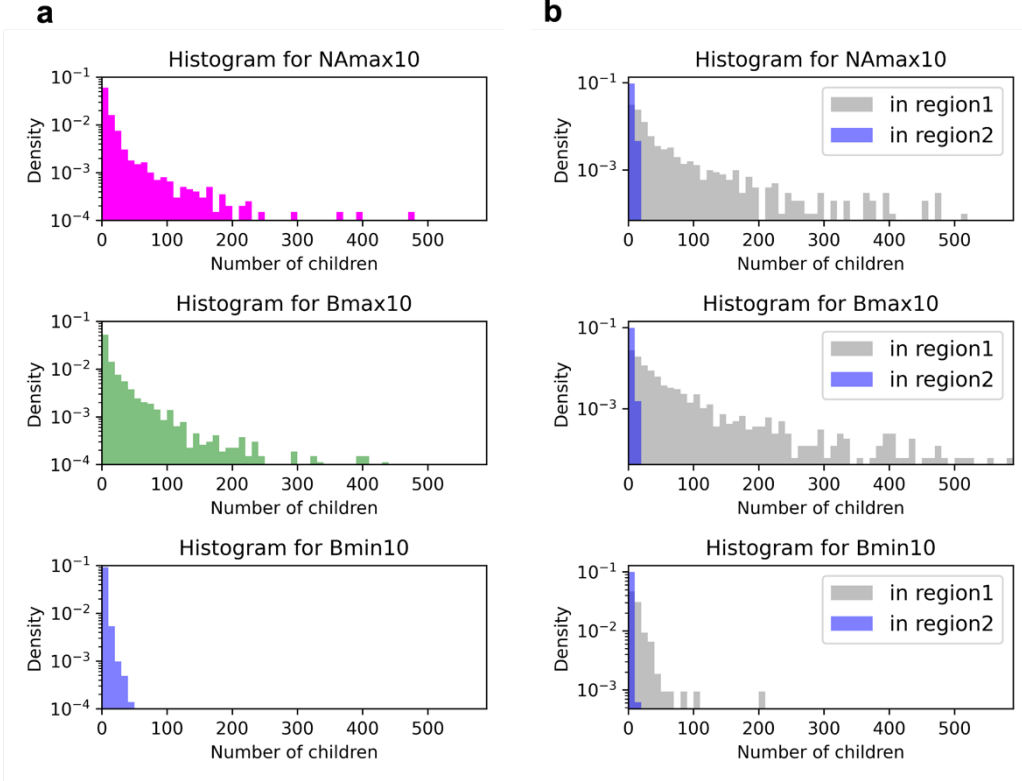 a
Histogram for NAmax10
10⁻¹
10⁻²
10⁻³
10⁻⁴
Density
0 100 200 300 400 500
Number of children
Histogram for Bmax10
10⁻¹
10⁻²
10⁻³
10⁻⁴
Density
0 100 200 300 400 500
Number of children
Histogram for Bmin10
10⁻¹
10⁻²
10⁻³
10⁻⁴
Density
0 100 200 300 400 500
Number of children
b
Histogram for NAmax10
10⁻¹
10⁻³
Density
in region1
in region2
0 100 200 300 400 500
Number of children
Histogram for Bmax10
10⁻¹
10⁻³
Density
in region1
in region2
0 100 200 300 400 500
Number of children
Histogram for Bmin10
10⁻¹
10⁻²
10⁻³
Density
in region1
in region2
0 100 200 300 400 500
Number of children